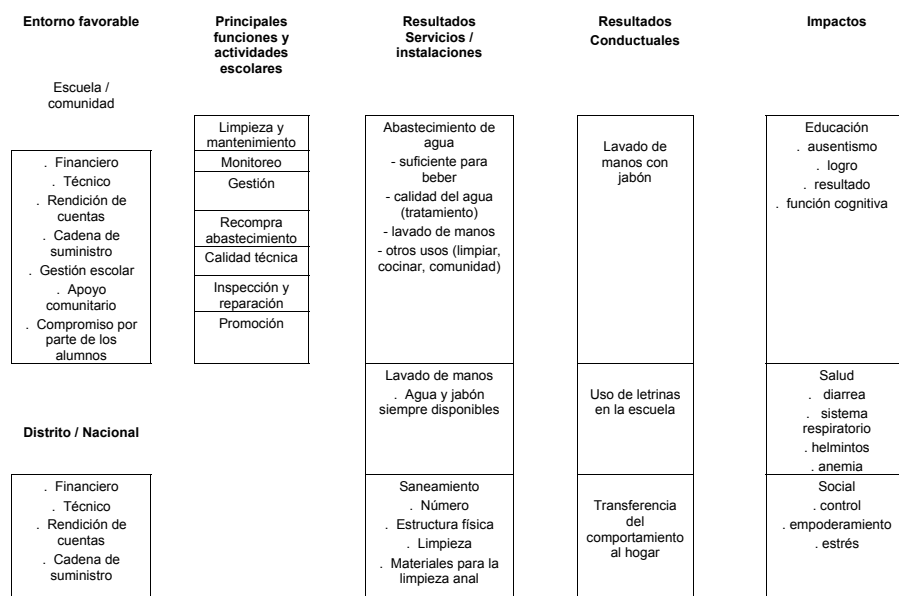 Entorno favorable
Escuela /
comunidad
. Financiero
. Técnico
. Rendición de
cuentas
. Cadena de
suministro
. Gestión escolar
. Apoyo
comunitario
. Compromiso por
parte de los
alumnos
Distrito / Nacional
. Financiero
. Técnico
. Rendición de
cuentas
. Cadena de
suministro
Principales
funciones y
actividades
escolares
Limpieza y
mantenimiento
Monitoreo
Gestión
Recompra
abastecimiento
Calidad técnica
Inspección y
reparación
Promoción
Resultados
Servicios /
instalaciones
Abastecimiento de
agua
- suficiente para
beber
- calidad del agua
(tratamiento)
- lavado de manos
- otros usos (limpiar,
cocinar, comunidad)
Lavado de manos
. Agua y jabón
siempre disponibles
Saneamiento
. Número
. Estructura física
. Limpieza
. Materiales para la
limpieza anal
Resultados
Conductuales
Lavado de
manos con
jabón
Uso de letrinas
en la escuela
Transferencia
del
comportamiento
al hogar
Impactos
Educación
. ausentismo
. logro
. resultado
. función cognitiva
Salud
. diarrea
. sistema
respiratorio
. helmintos
. anemia
Social
. control
. empoderamiento
. estrés